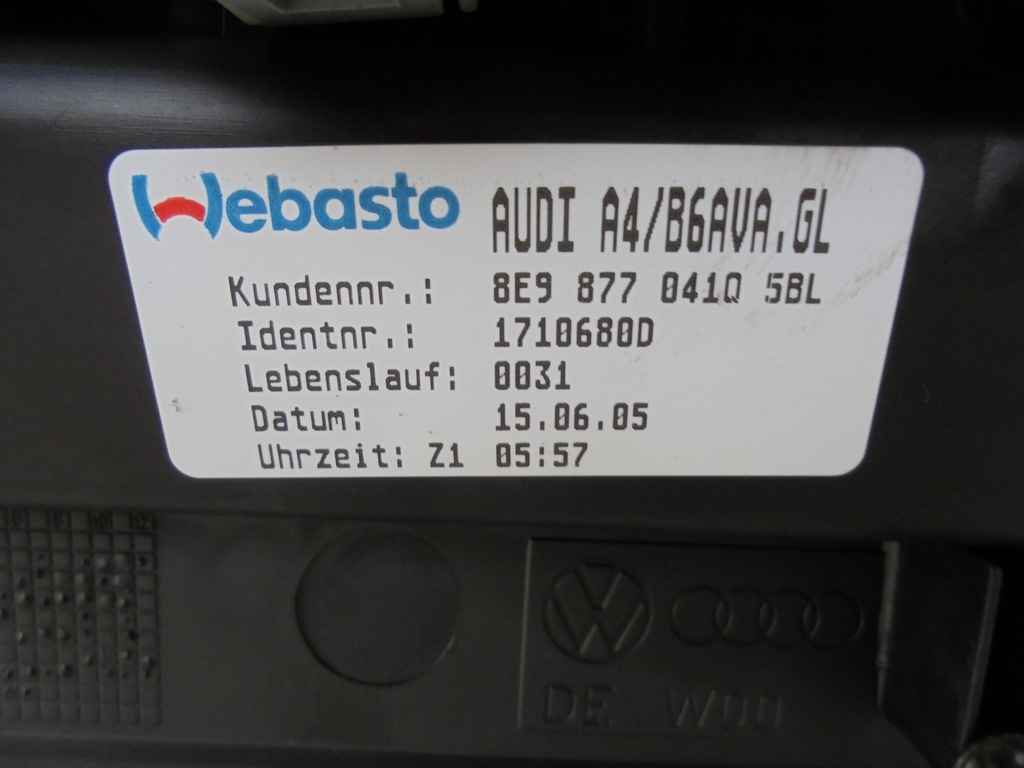 Webasto AUDI A4/B6AVA.GL
Kundennr.: 8E9 877 041Q 5BL
Identnr.: 1710680D
Lebenslauf: 0031
Datum: 15.06.05
Uhrzeit: Z1 05:57
DE W00